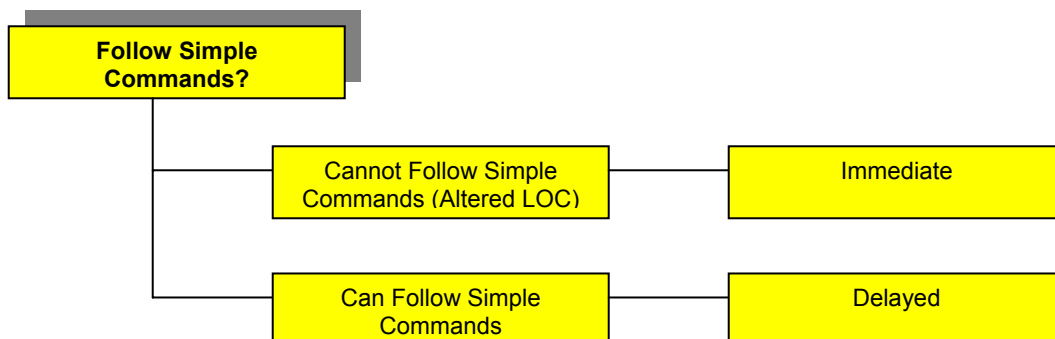 Follow Simple
Commands?
Cannot Follow Simple
Commands (Altered LOC)
Immediate
Can Follow Simple
Commands
Delayed